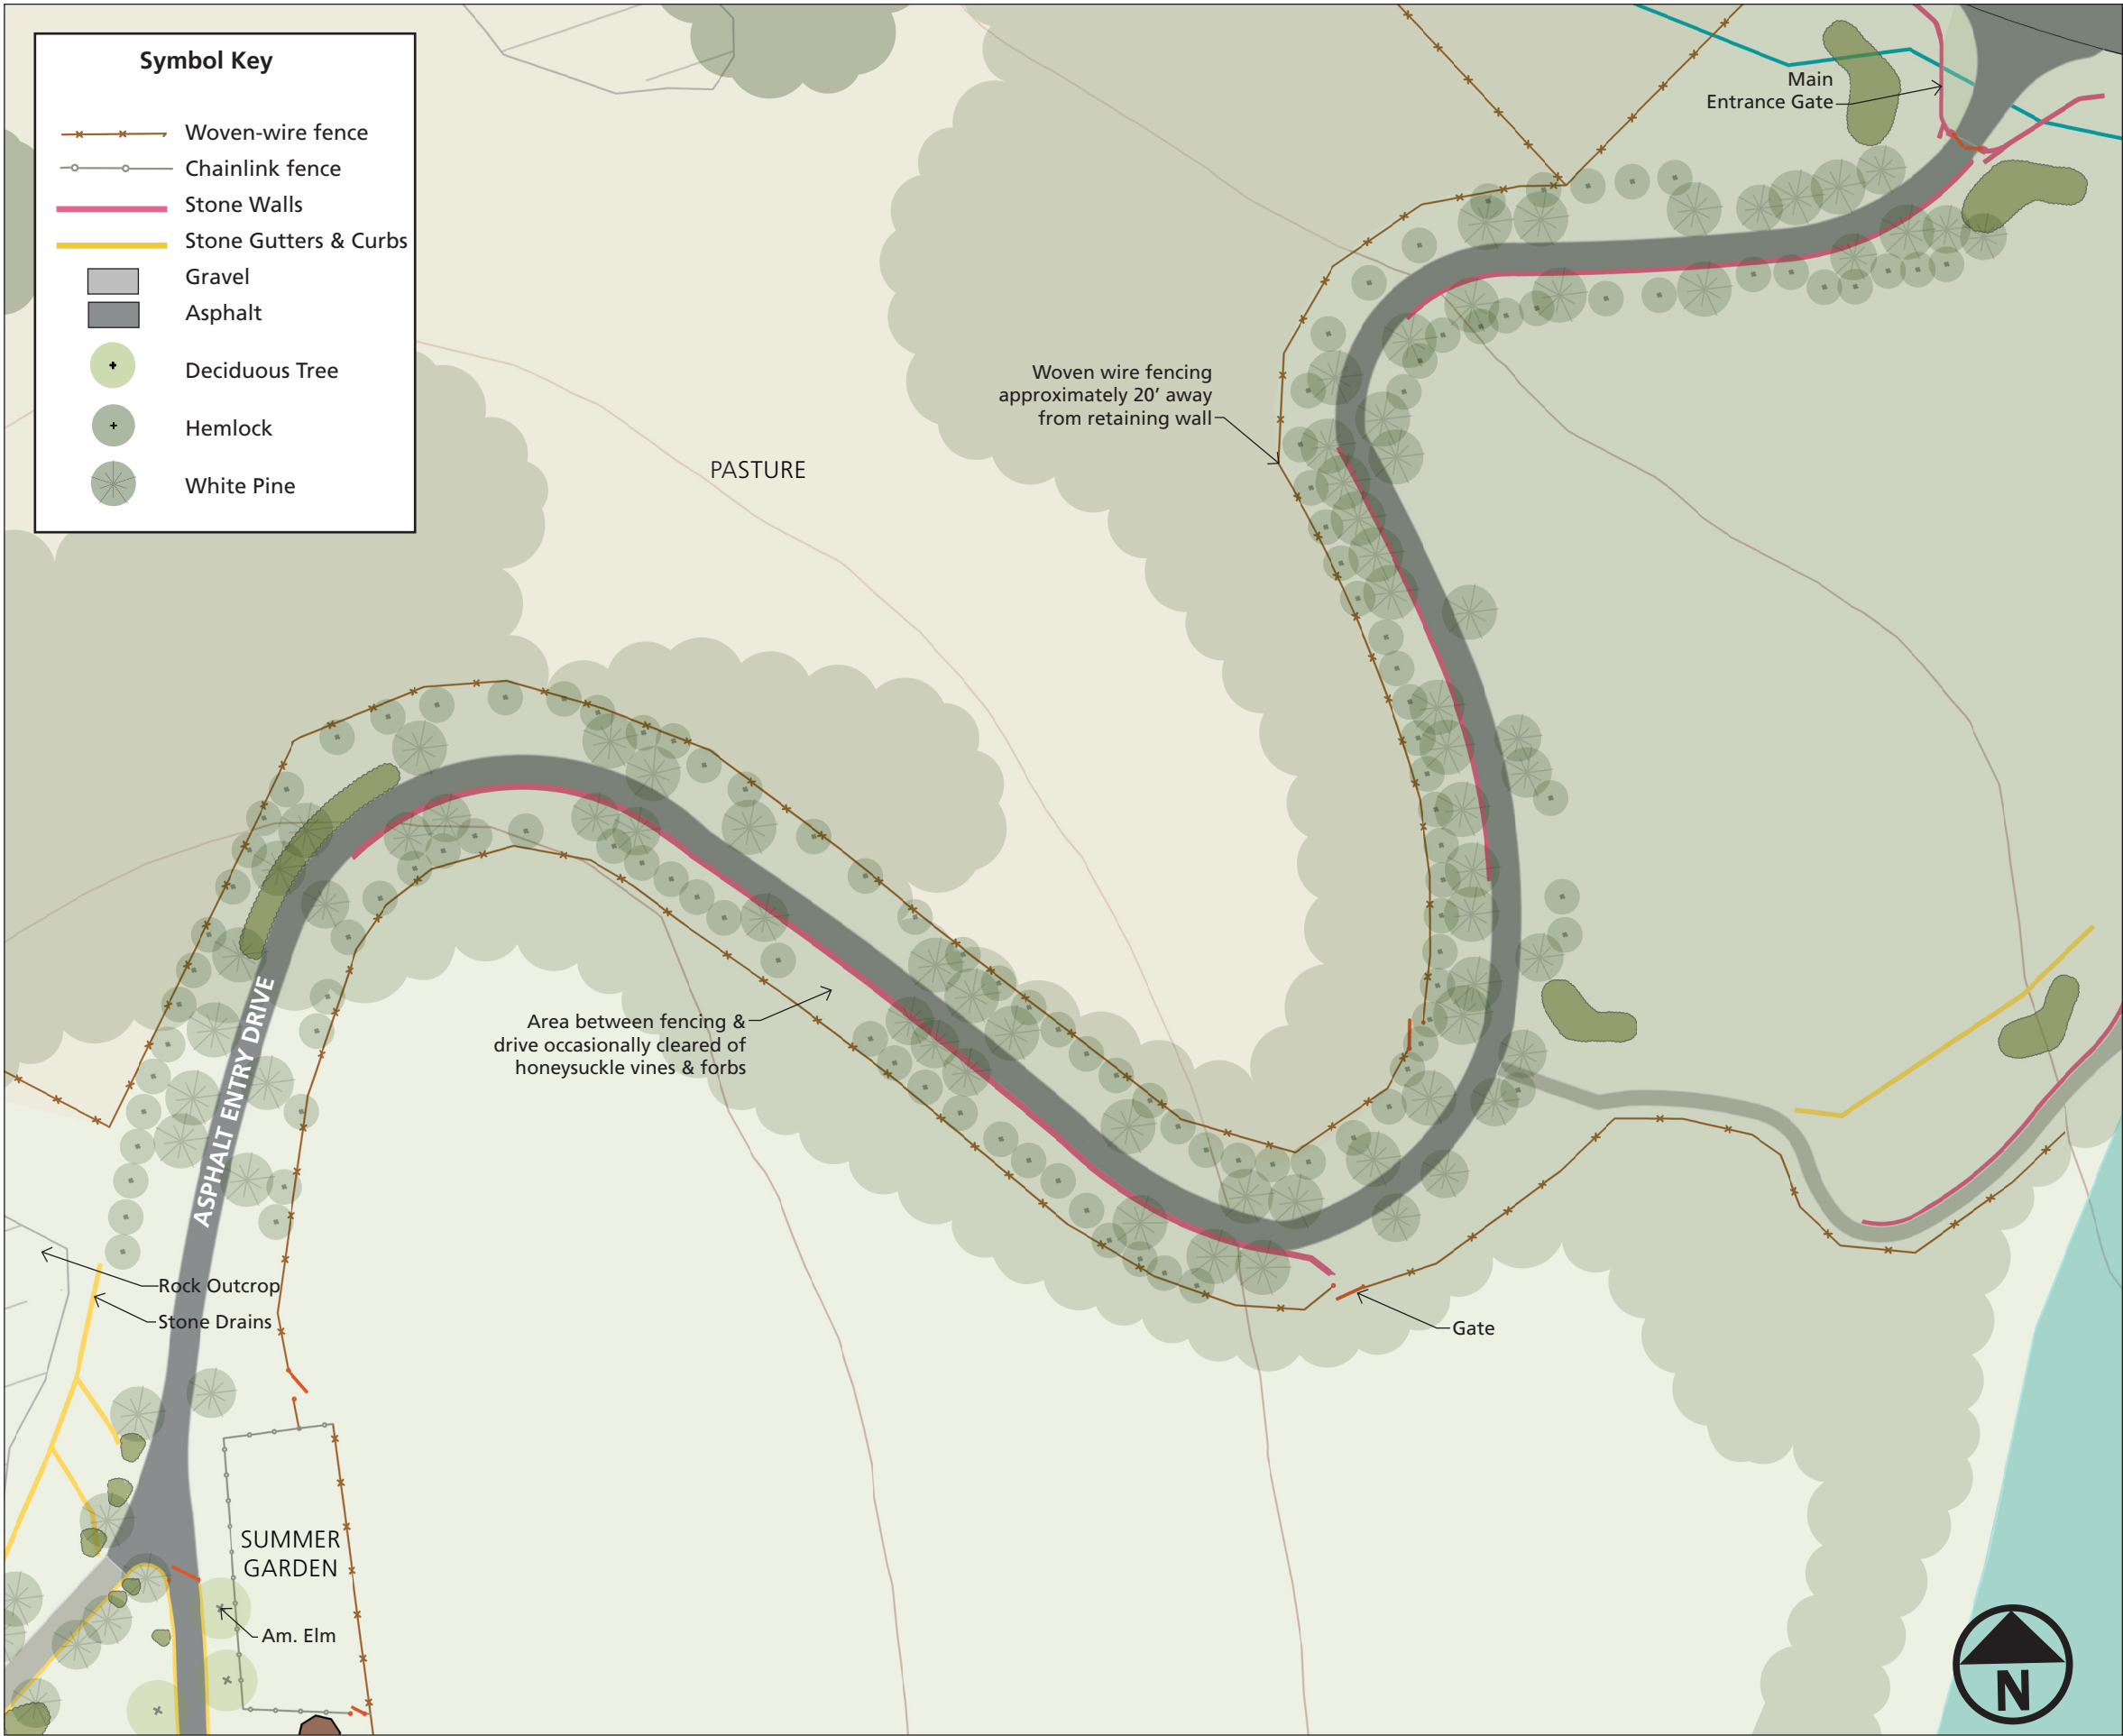 Symbol Key
Woven-wire fence
Chainlink fence
Stone Walls
Stone Gutters & Curbs
Gravel
Asphalt
Deciduous Tree
Hemlock
White Pine
Main
Entrance Gate
Woven wire fencing
approximately 20’ away
from retaining wall
PASTURE
Area between fencing &
drive occasionally cleared of
honeysuckle vines & forbs
ASPHALT ENTRY DRIVE
Rock Outcrop
Stone Drains
Gate
SUMMER
GARDEN
Am. Elm
N